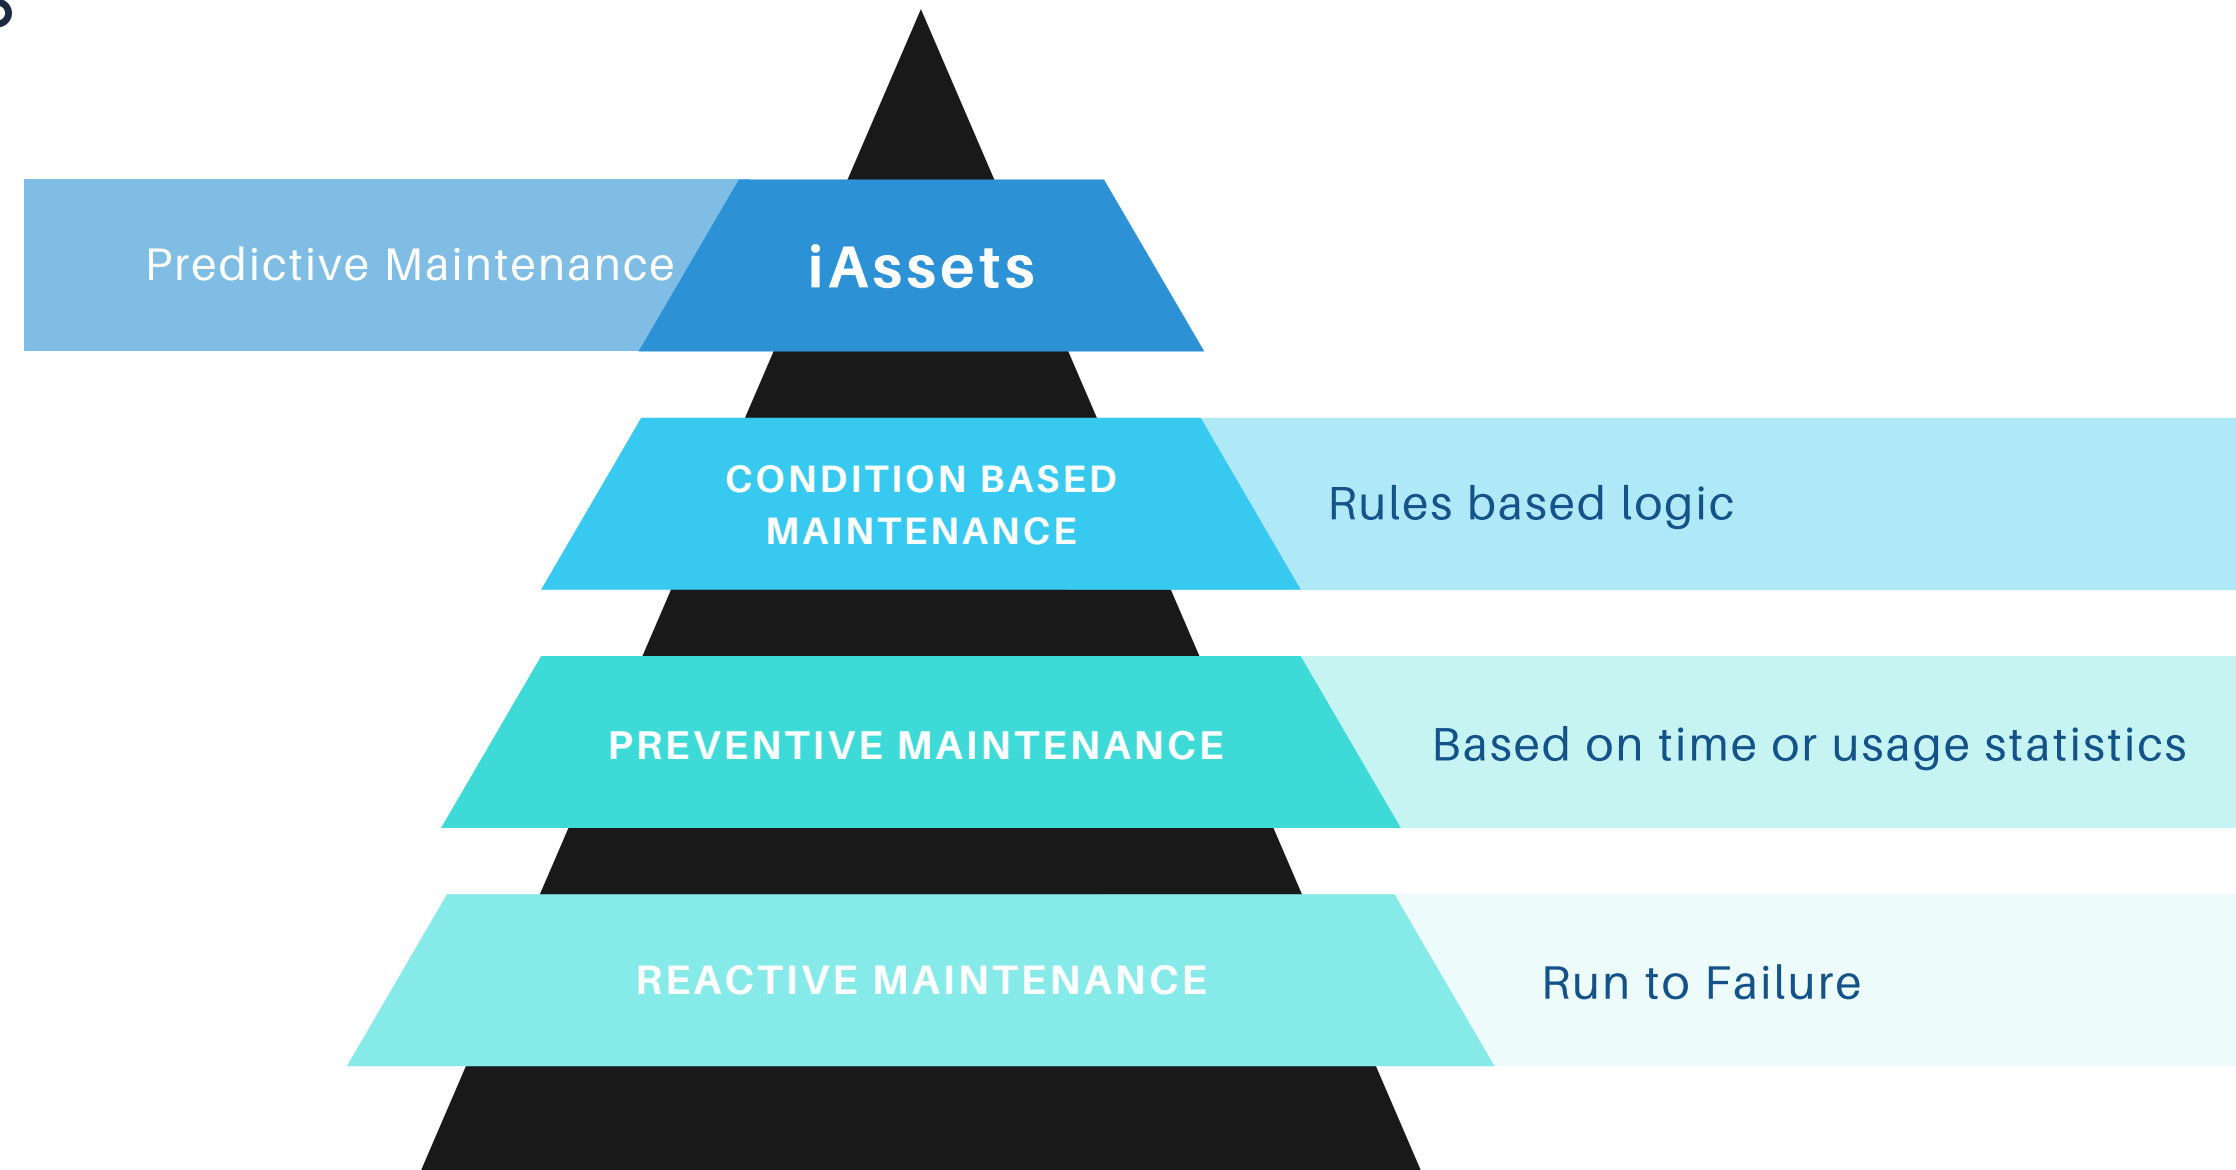 Predictive Maintenance
iAssets
CONDITION BASED
MAINTENANCE
Rules based logic
PREVENTIVE MAINTENANCE
Based on time or usage statistics
REACTIVE MAINTENANCE
Run to Failure